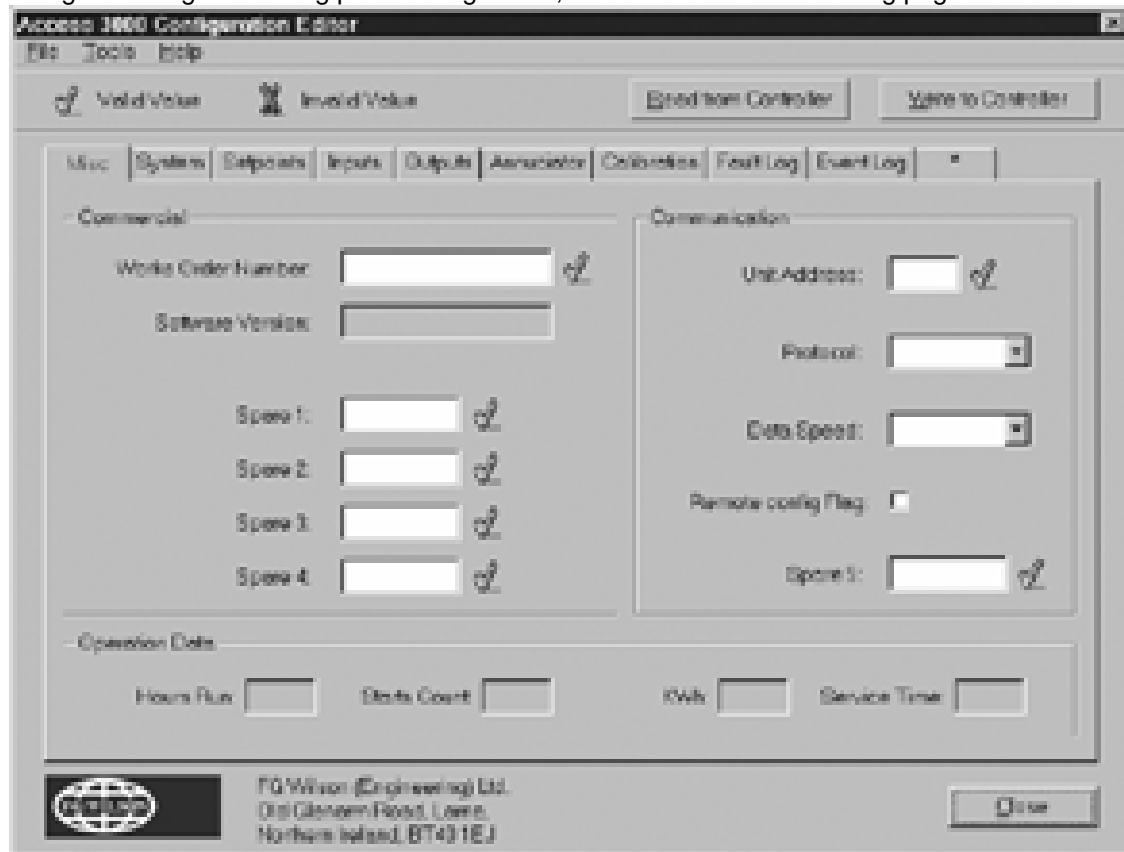 Access 3000 Configuration Editor
File Tools Help
Valid Value Invalid Value Read from Controller Write to Controller
Misc System Setpoints Inputs Outputs Annuciator Calibration Fault Log Event Log *
Commercial
Communication
Works Order Number:
Unit Address:
Software Version:
Protocol:
Spare 1:
Data Speed:
Spare 2:
Remote config Flag
Spare 3:
Spare 4:
Spare 5:
Operation Data
Hours Run Starts Count KWh Service Time
FG Wilson (Engineering) Ltd.
Old Glenarm Road, Larne,
Northern Ireland, BT40 1EJ
Close